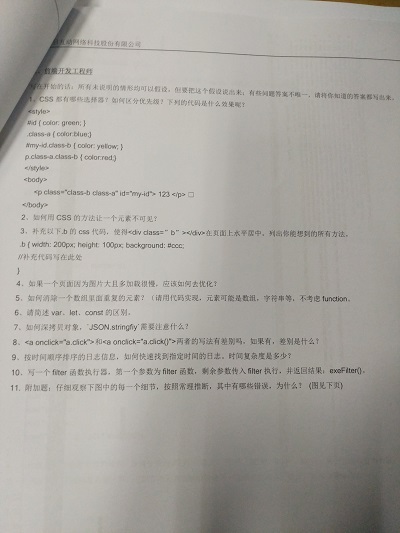 网络科技股份有限公司
前端开发工程师
写在开始的话：所有未说明的情形均可以假设，但要把这个假设说出来；有些问题答案不唯一，请将你知道的答案都写出来。
1、CSS 都有哪些选择器？如何区分优先级？下列的代码是什么效果呢？
<style>
#id { color: green; }
.class-a { color:blue;}
#my-id.class-b { color: yellow; }
p.class-a.class-b { color:red;}
</style>
<body>
<p class="class-b class-a" id="my-id"> 123 </p> □
</body>
2、如何用 CSS 的方法让一个元素不可见？
3、补充以下.b 的 css 代码，使得<div class="b"></div>在页面上水平居中，列出你能想到的所有方法。
.b { width: 200px; height: 100px; background: #ccc;
//补充代码写在此处
}
4、如果一个页面因为图片大且多加载很慢，应该如何去优化？
5、如何消除一个数组里面重复的元素？（请用代码实现，元素可能是数组，字符串等，不考虑 function。
6、请简述 var、let、const 的区别。
7、如何深拷贝对象，`JSON.stringfiy`需要注意什么？
8、<a onclick="a.click">和<a onclick="a.click()">两者的写法有差别吗，如果有，差别是什么？
9、按时间顺序排序的日志信息，如何快速找到指定时间的日志，时间复杂度是多少？
10、写一个 filter 函数执行器，第一个参数为 filter 函数，剩余参数传入 filter 执行，并返回结果：exeFilter()。
11. 附加题：仔细观察下图中的每一个细节，按照常理推断，其中有哪些错误，为什么？ (图见下页)